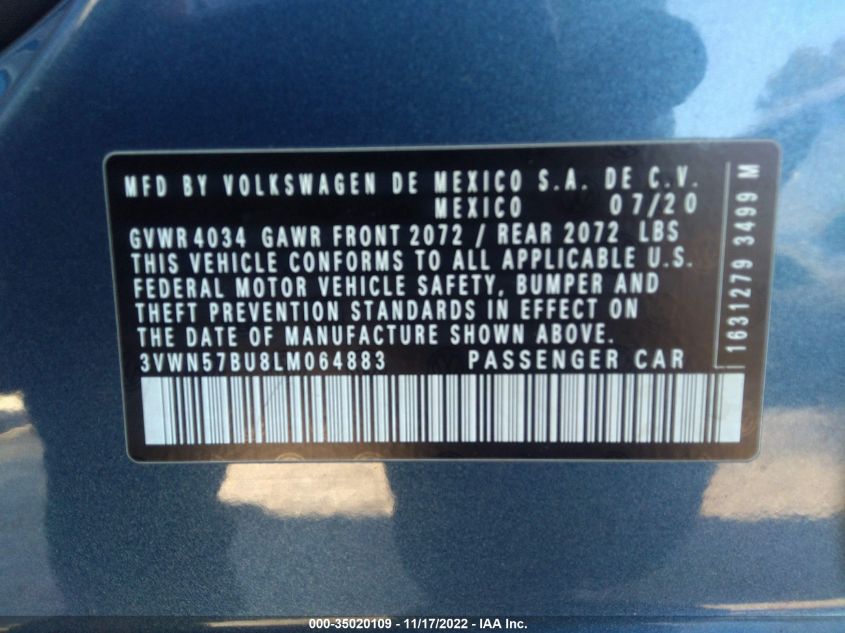 MFD BY VOLKSWAGEN DE MEXICO S.A. DE C.V.
MEXICO 07/20
GVWR 4034 GAWR FRONT 2072 / REAR 2072 LBS
THIS VEHICLE CONFORMS TO ALL APPLICABLE U.S.
FEDERAL MOTOR VEHICLE SAFETY, BUMPER AND
THEFT PREVENTION STANDARDS IN EFFECT ON
THE DATE OF MANUFACTURE SHOWN ABOVE.
3VWN57BU8LM064883 PASSENGER CAR
1631279 3499 M
000-35020109 - 11/17/2022 - IAA Inc.